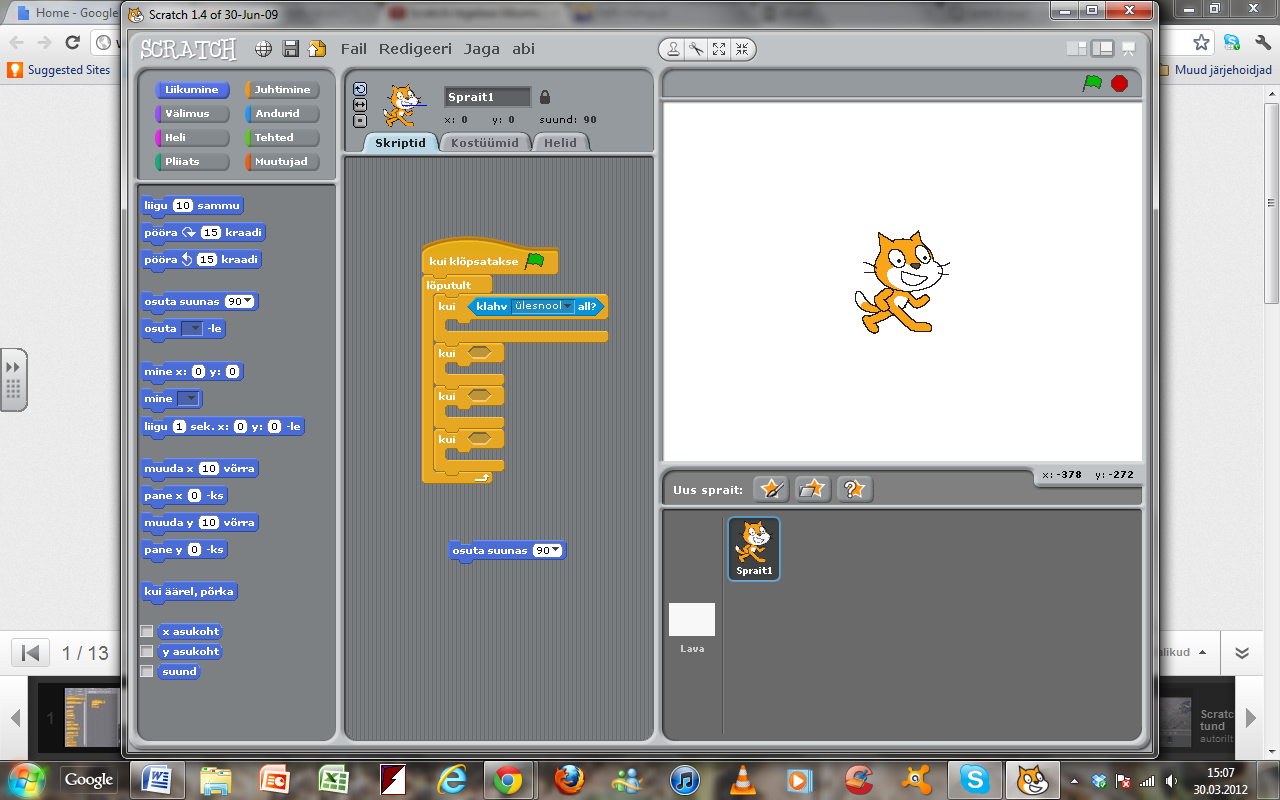 Home - Google
Scratch 1.4 of 30-Jun-09
SCRATCH
Fail Redigeeri Jaga abi
Suggested Sites
Muud järjehoidjad
Liikumine Juhtimine
Välimus Andurid
Heli Tehted
Pliiats Muutujad
Sprait1
x: 0 y: 0 suund: 90
Skriptid Kostüümid Helid
liigu 10 sammu
pööra 15 kraadi
pööra 15 kraadi
osuta suunas 90
osuta -le
mine x: 0 y: 0
mine
liigu 1 sek. x: 0 y: 0 -le
muuda x 10 võrra
pane x 0 -ks
muuda y 10 võrra
pane y 0 -ks
kui äärel, põrka
x asukoht
y asukoht
suund
kui klõpsatakse
lõputult
kui klahv ülesnool all?
kui
kui
kui
osuta suunas 90
x: -378 y: -272
Uus sprait:
Sprait1
Lava
1 / 13
alikud
1
Scratc
tund
autorilt
Google
15:07
30.03.2012